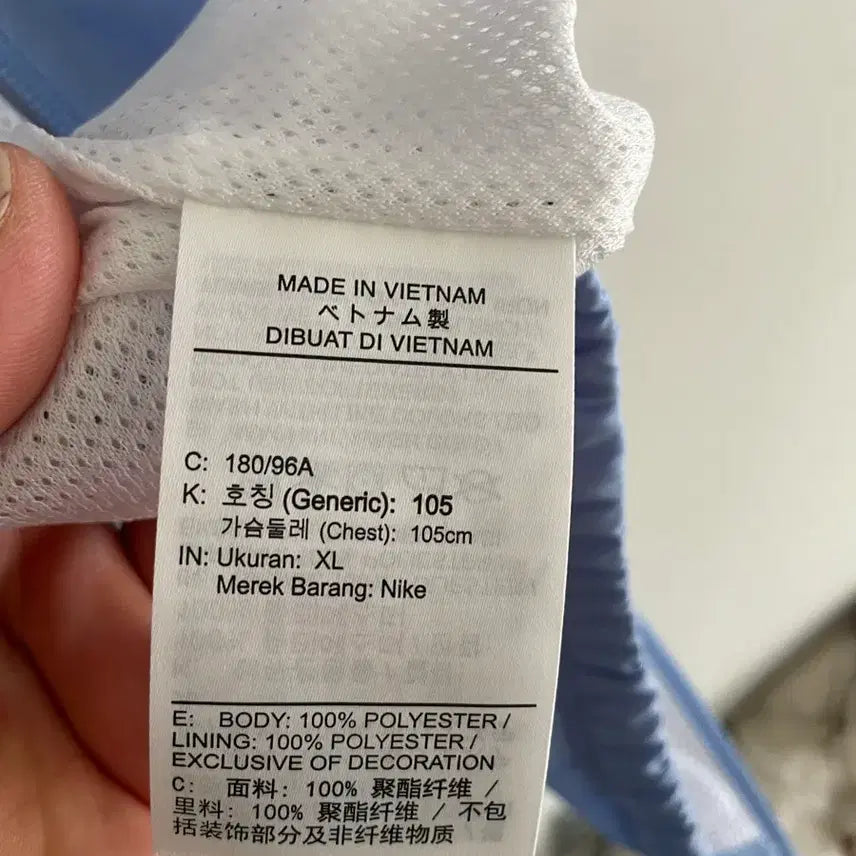 MADE IN VIETNAM
ベトナム製
DIBUAT DI VIETNAM
C: 180/96A
K: 호칭 (Generic): 105
가슴둘레 (Chest): 105cm
IN: Ukuran: XL
Merek Barang: Nike
E: BODY: 100% POLYESTER /
LINING: 100% POLYESTER /
EXCLUSIVE OF DECORATION
C: 面料: 100% 聚酯纤维 /
里料: 100% 聚酯纤维 / 不包
括装饰部分及非纤维物质